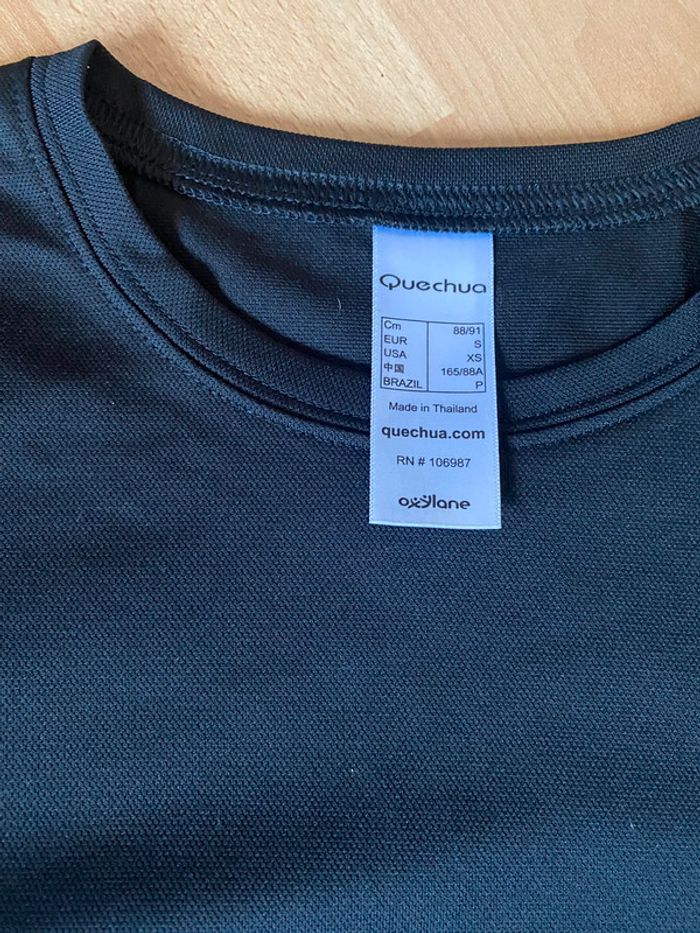 Quechua
Cm 88/91
EUR S
USA XS
中国 165/88A
BRAZIL P
Made in Thailand
quechua.com
RN # 106987
oxylane